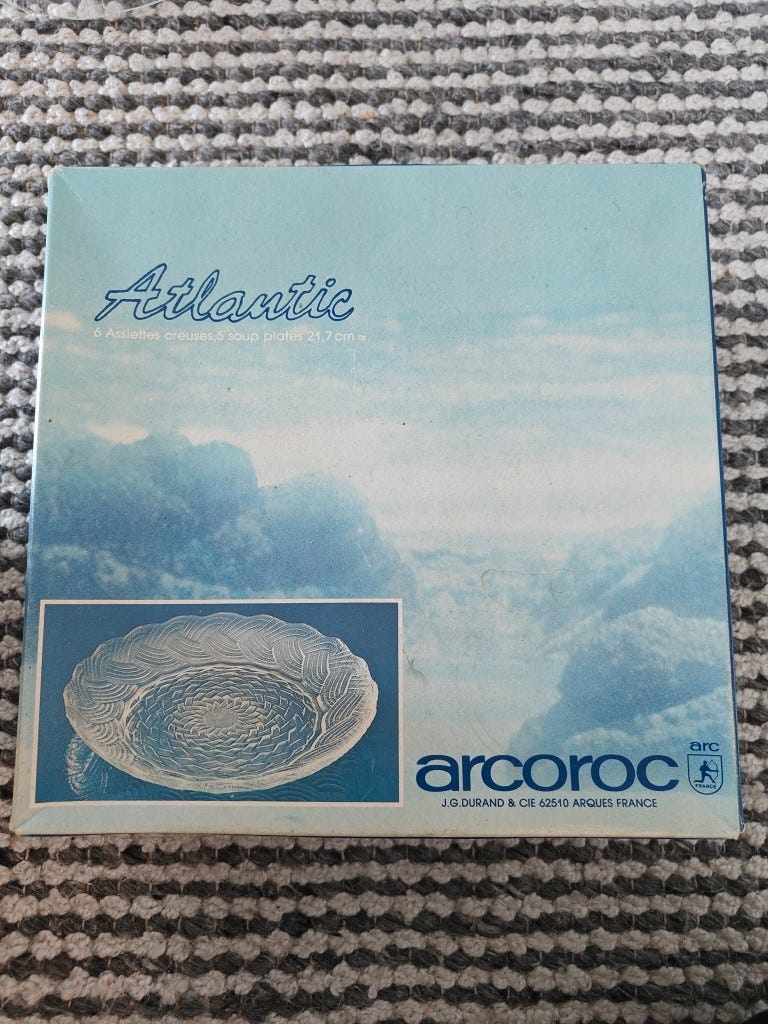 Atlantic
6 Assiettes creuses,6 soup plates 21,7 cm ≈
arc
arcoroc
FRANCE
J.G.DURAND & CIE 62510 ARQUES FRANCE